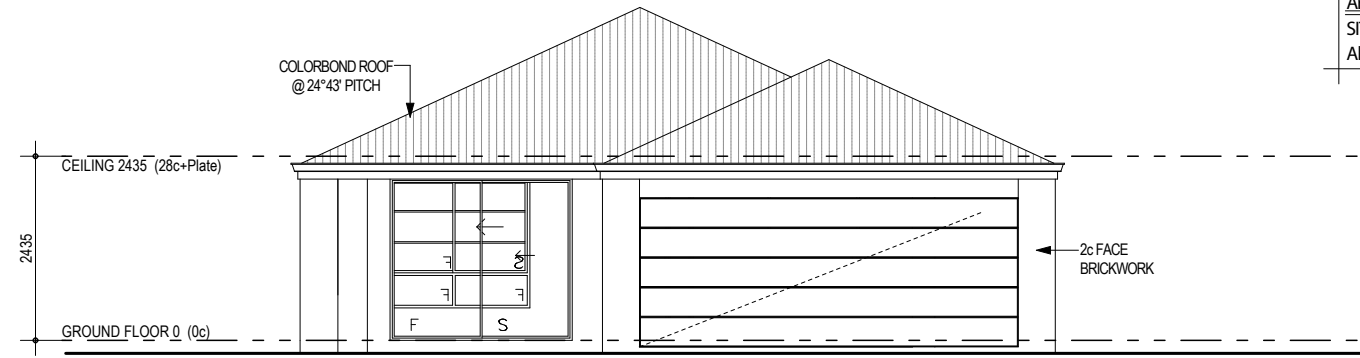 COLORBOND ROOF
@ 24°43' PITCH
CEILING 2435 (28c+Plate)
2435
2c FACE
BRICKWORK
F S
F F
F S
GROUND FLOOR 0 (0c)